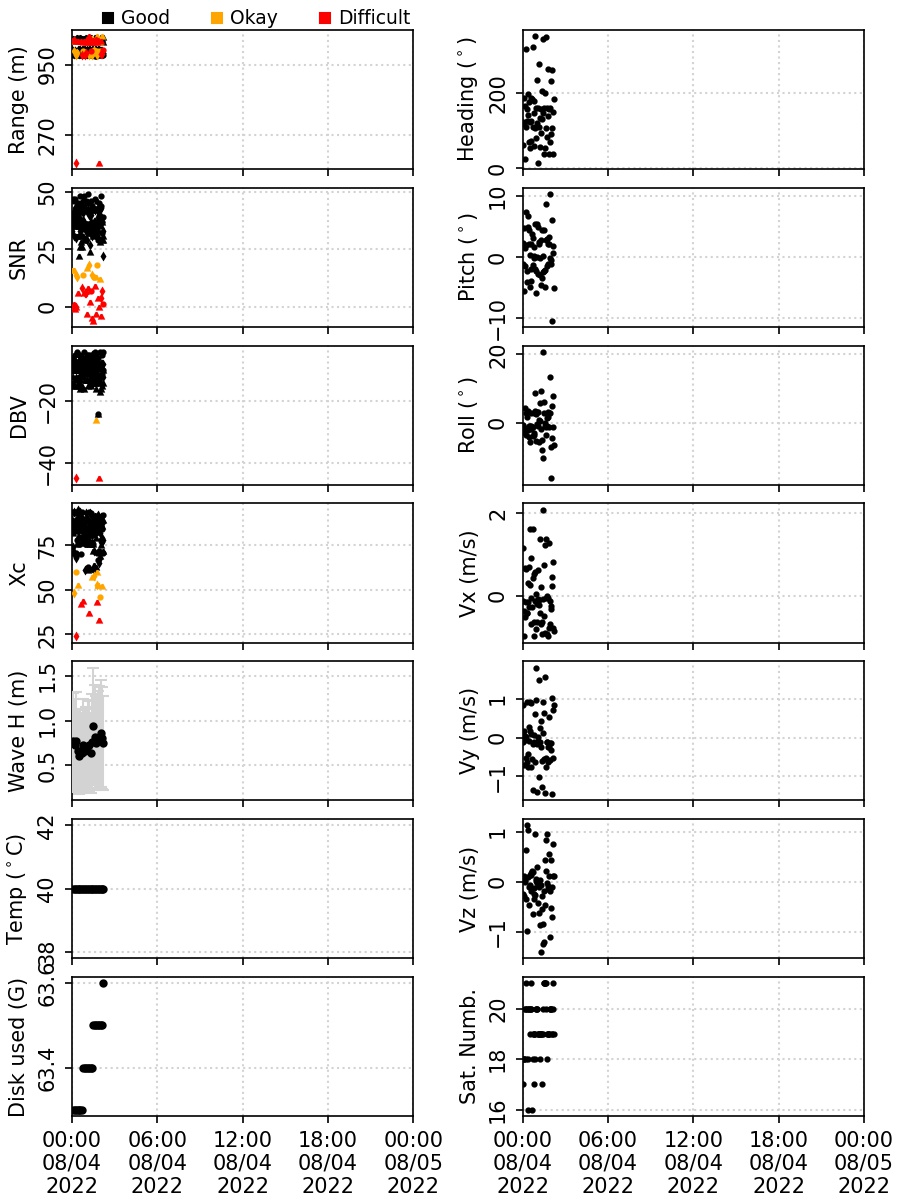 Good Okay Difficult
Range (m)
950
270
SNR
50
25
0
DBV
−20
−40
Xc
75
50
25
Wave H (m)
1.5
1.0
0.5
Temp (°C)
42
40
38
Disk used (G)
63.6
63.4
00:00 06:00 12:00 18:00 00:00
08/04 08/04 08/04 08/04 08/05
2022 2022 2022 2022 2022
Heading (°)
200
0
Pitch (°)
10
0
−10
Roll (°)
20
0
Vx (m/s)
2
0
Vy (m/s)
1
0
−1
Vz (m/s)
1
0
−1
Sat. Numb.
20
18
16
00:00 06:00 12:00 18:00 00:00
08/04 08/04 08/04 08/04 08/05
2022 2022 2022 2022 2022